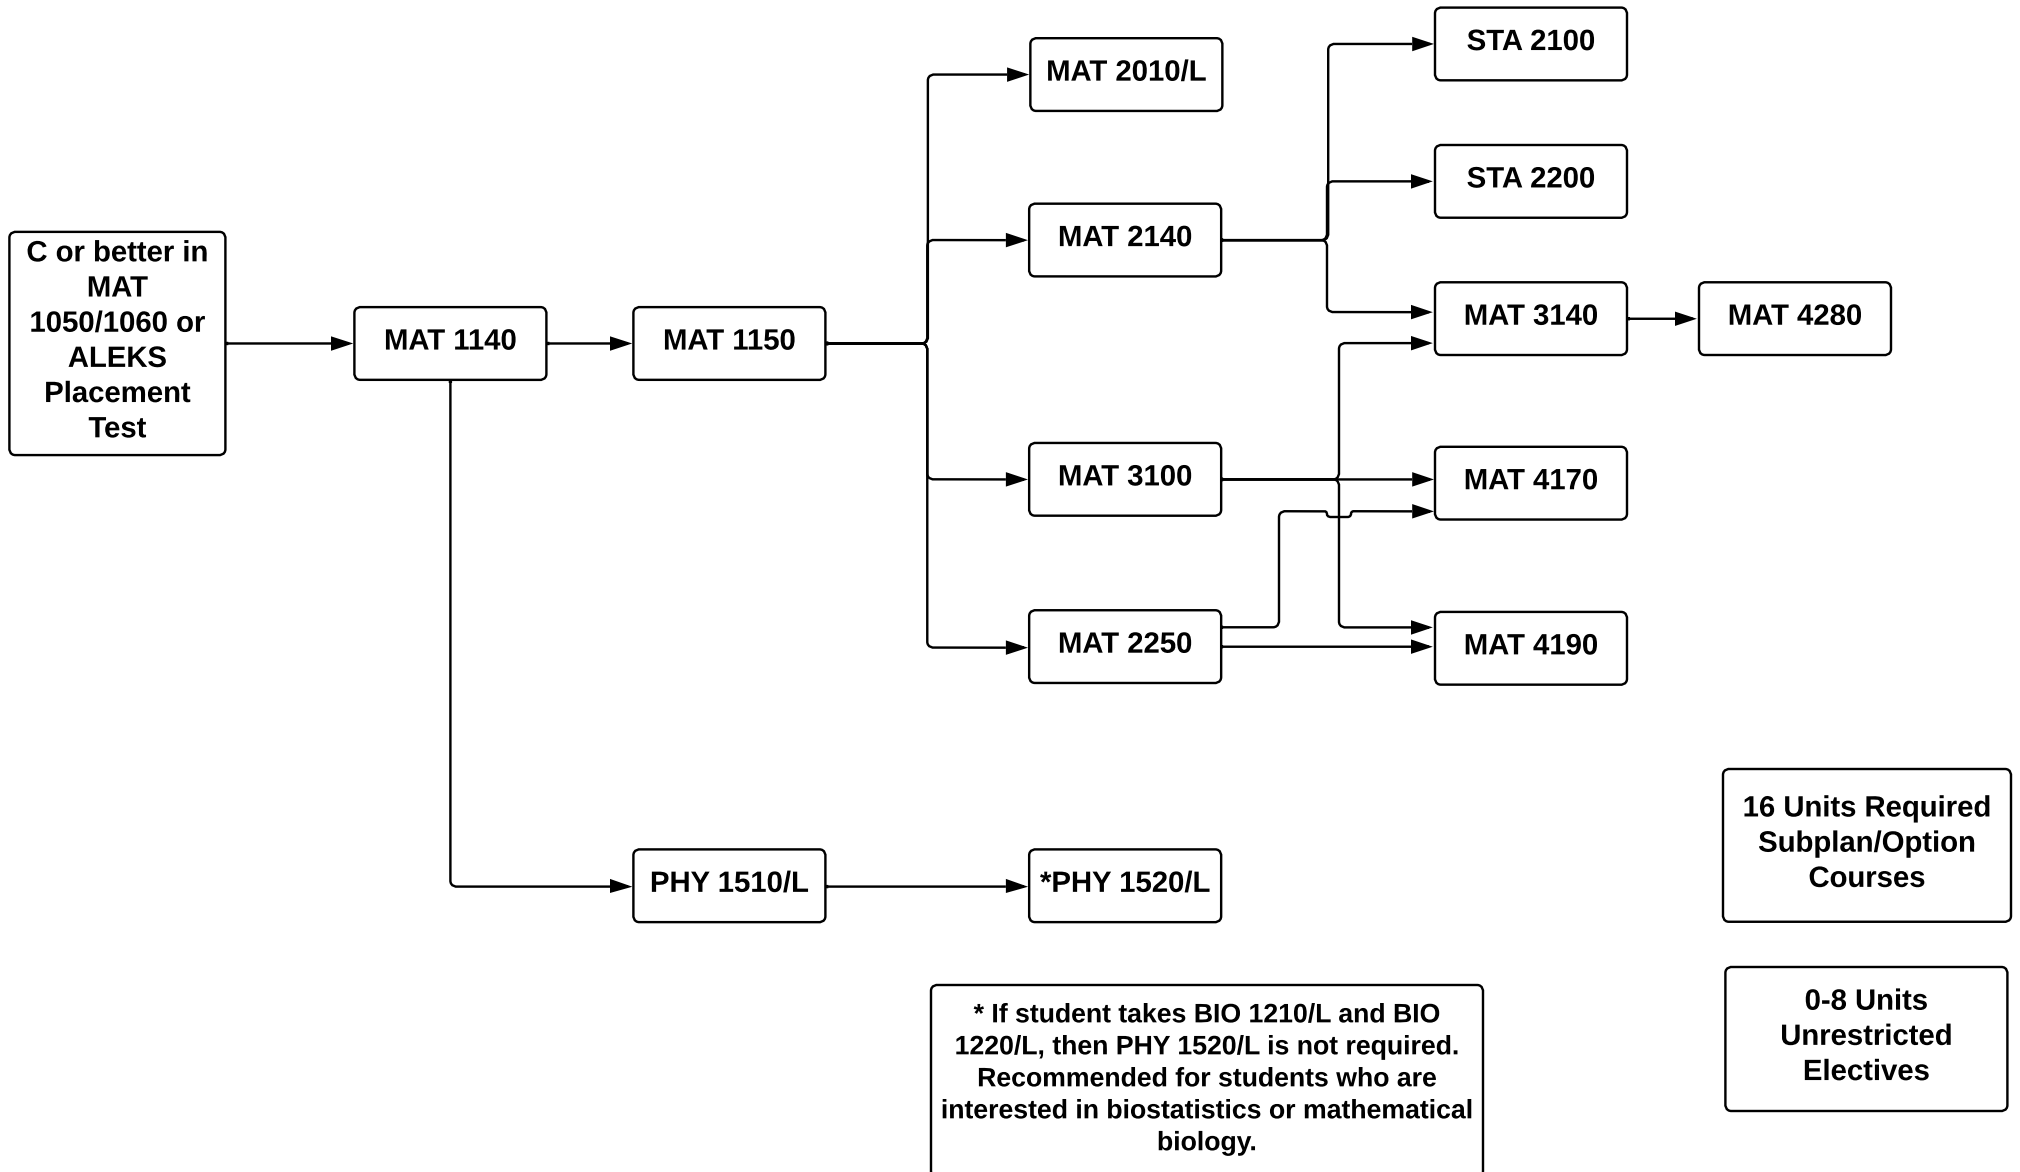 STA 2100
MAT 2010/L
STA 2200
MAT 2140
C or better in
MAT
1050/1060 or
ALEKS
Placement
Test
MAT 1140
MAT 1150
MAT 3140
MAT 4280
MAT 3100
MAT 4170
MAT 2250
MAT 4190
PHY 1510/L
*PHY 1520/L
16 Units Required
Subplan/Option
Courses
* If student takes BIO 1210/L and BIO
1220/L, then PHY 1520/L is not required.
Recommended for students who are
interested in biostatistics or mathematical
biology.
0-8 Units
Unrestricted
Electives